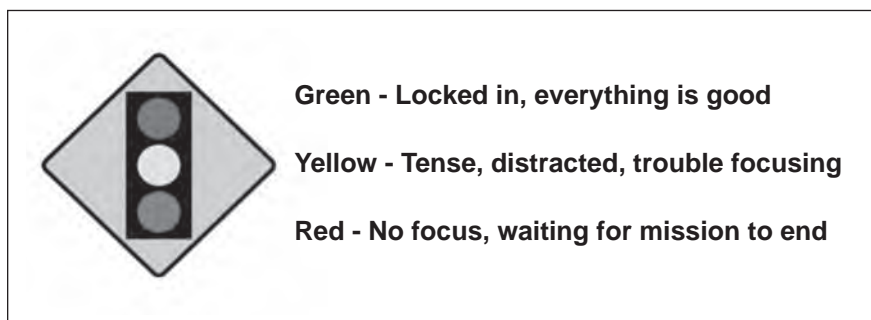 Green - Locked in, everything is good
Yellow - Tense, distracted, trouble focusing
Red - No focus, waiting for mission to end